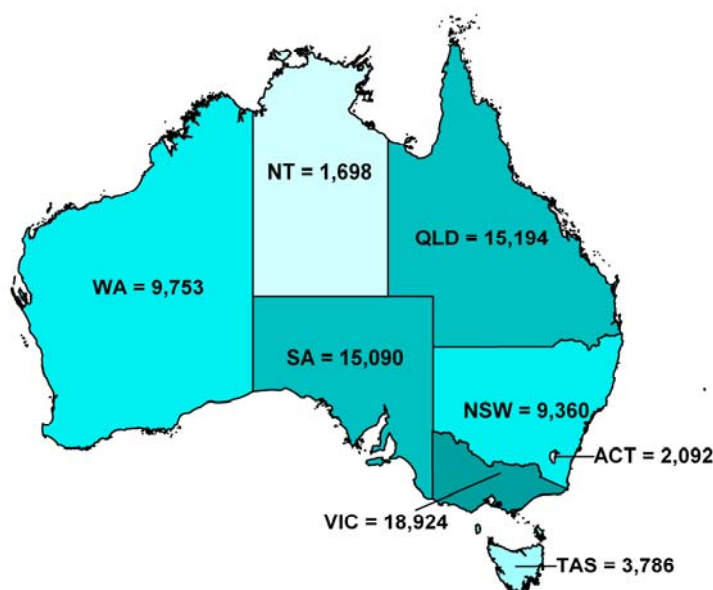 NT = 1,698
QLD = 15,194
WA = 9,753
SA = 15,090
NSW = 9,360
ACT = 2,092
VIC = 18,924
TAS = 3,786